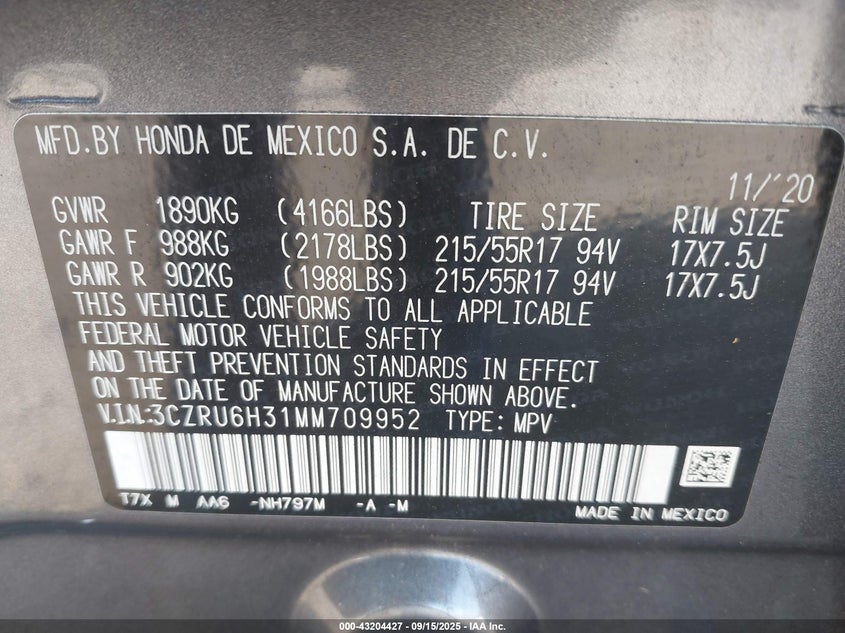 MFD.BY HONDA DE MEXICO S.A. DE C.V.
11/'20
GVWR 1890KG (4166LBS) TIRE SIZE RIM SIZE
GAWR F 988KG (2178LBS) 215/55R17 94V 17X7.5J
GAWR R 902KG (1988LBS) 215/55R17 94V 17X7.5J
THIS VEHICLE CONFORMS TO ALL APPLICABLE
FEDERAL MOTOR VEHICLE SAFETY
AND THEFT PREVENTION STANDARDS IN EFFECT
ON THE DATE OF MANUFACTURE SHOWN ABOVE.
V.I.N:3CZRU6H31MM709952 TYPE: MPV
T7X M AA6 -NH797M -A -M
MADE IN MEXICO
000-43204427 - 09/15/2025 - IAA Inc.